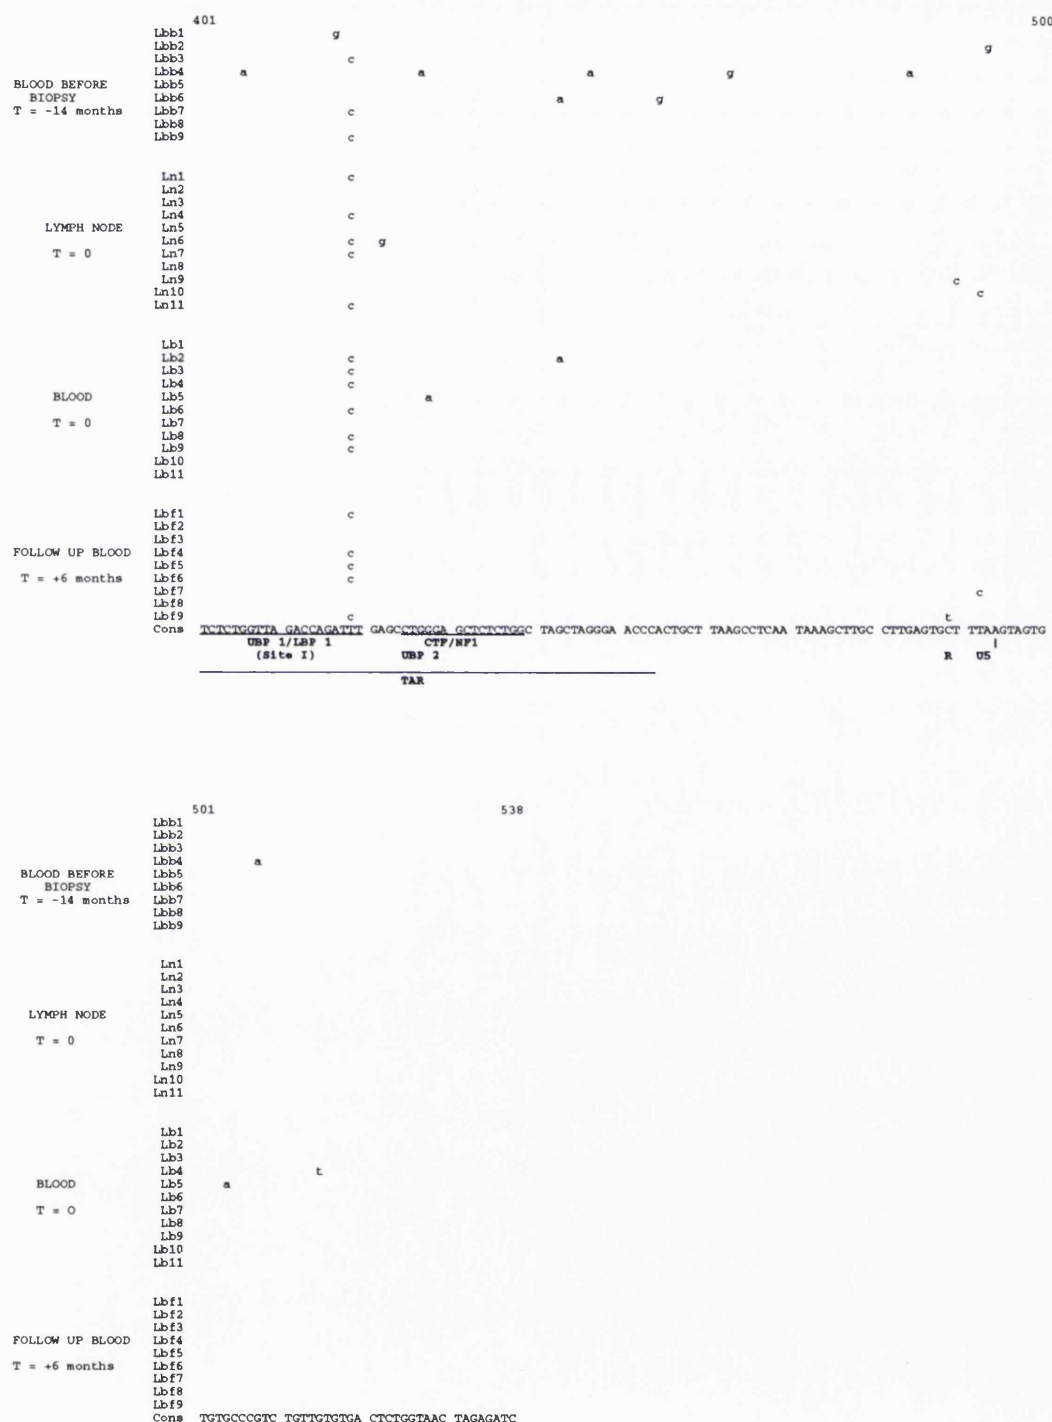 401 500
Lbb1 g
Lbb2 g
Lbb3 c
Lbb4 a a a g a
BLOOD BEFORE Lbb5
BIOPSY Lbb6 a g
T = -14 months Lbb7 c
Lbb8
Lbb9 c
Ln1 c
Ln2
Ln3
Ln4 c
LYMPH NODE Ln5
Ln6 c g
T = 0 Ln7 c
Ln8
Ln9 c
Ln10 c
Ln11 c
Lb1
Lb2 c a
Lb3 c
Lb4 c
BLOOD Lb5 a
Lb6 c
T = 0 Lb7
Lb8 c
Lb9 c
Lb10
Lb11
Lbf1 c
Lbf2
Lbf3
FOLLOW UP BLOOD Lbf4 c
Lbf5 c
T = +6 months Lbf6 c
Lbf7 c
Lbf8
Lbf9 c t
Cons TCTCTGGTTA GACCAGATTT GAGCCTGGGA GCTCTCTGGC TAGCTAGGGA ACCCACTGCT TAAGCCTCAA TAAAGCTTGC CTTGAGTGCT TTAAGTAGTG
UBP 1/LBP 1 CTF/NF1 |
(Site I) UBP 2 R U5
TAR
501 538
Lbb1
Lbb2
Lbb3
Lbb4 a
BLOOD BEFORE Lbb5
BIOPSY Lbb6
T = -14 months Lbb7
Lbb8
Lbb9
Ln1
Ln2
Ln3
Ln4
LYMPH NODE Ln5
Ln6
T = 0 Ln7
Ln8
Ln9
Ln10
Ln11
Lb1
Lb2
Lb3
Lb4 t
BLOOD Lb5 a
Lb6
T = O Lb7
Lb8
Lb9
Lb10
Lb11
Lbf1
Lbf2
Lbf3
FOLLOW UP BLOOD Lbf4
Lbf5
T = +6 months Lbf6
Lbf7
Lbf8
Lbf9
Cons TGTGCCCGTC TGTTGTGTGA CTCTGGTAAC TAGAGATC